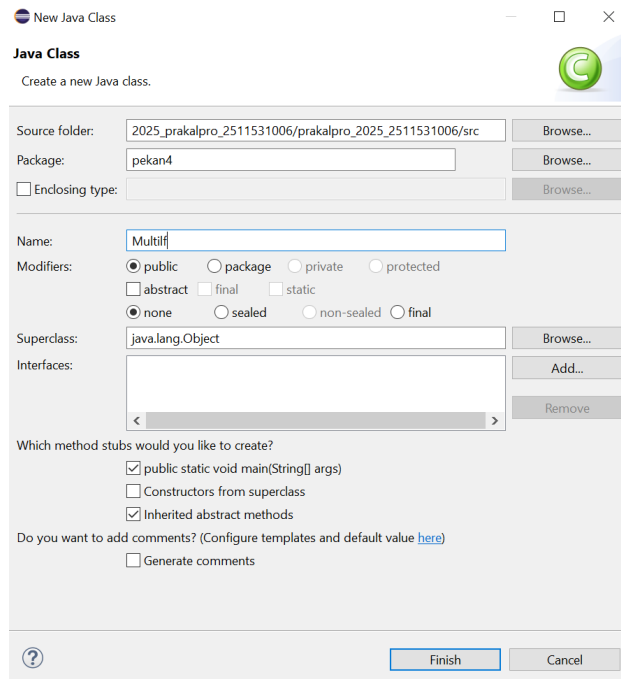 New Java Class
Java Class
Create a new Java class.
Source folder: 2025_prakalpro_2511531006/prakalpro_2025_2511531006/src Browse...
Package: pekan4 Browse...
Enclosing type: Browse...
Name: MultiIf
Modifiers: public package private protected
abstract final static
none sealed non-sealed final
Superclass: java.lang.Object Browse...
Interfaces: Add...
Remove
Which method stubs would you like to create?
public static void main(String[] args)
Constructors from superclass
Inherited abstract methods
Do you want to add comments? (Configure templates and default value here)
Generate comments
? Finish Cancel